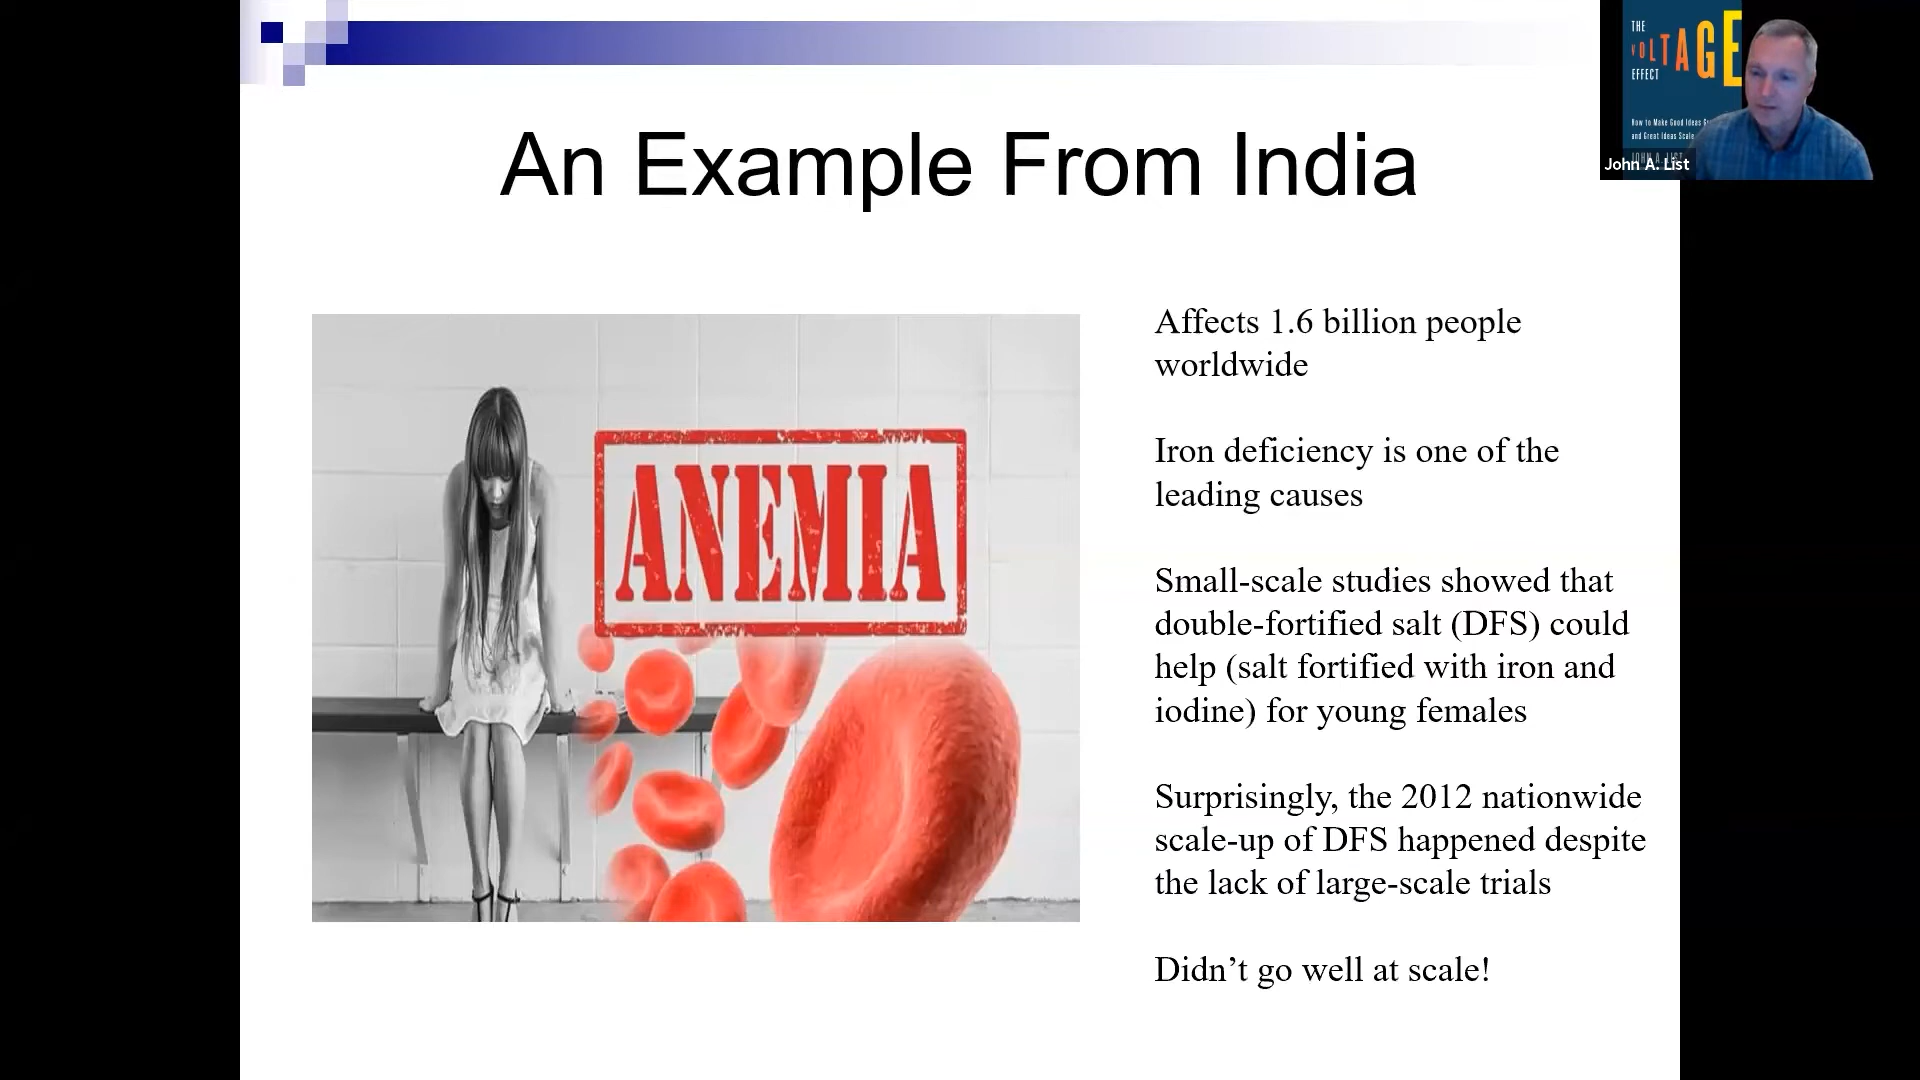 An Example From India
THE
VOLTAGE
EFFECT
How to Make Good Ideas
and Great Ideas Scale
JOHN A. LIST
John A. List
ANEMIA
Affects 1.6 billion people
worldwide
Iron deficiency is one of the
leading causes
Small-scale studies showed that
double-fortified salt (DFS) could
help (salt fortified with iron and
iodine) for young females
Surprisingly, the 2012 nationwide
scale-up of DFS happened despite
the lack of large-scale trials
Didn’t go well at scale!